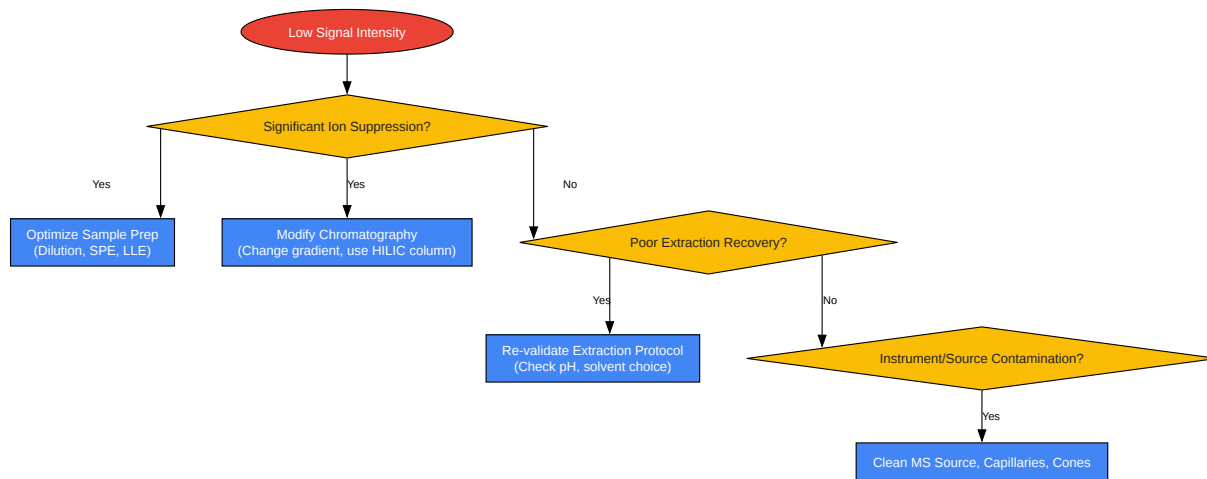 Low Signal Intensity
Significant Ion Suppression?
Yes
Yes
No
Optimize Sample Prep
(Dilution, SPE, LLE)
Modify Chromatography
(Change gradient, use HILIC column)
Poor Extraction Recovery?
Yes
No
Re-validate Extraction Protocol
(Check pH, solvent choice)
Instrument/Source Contamination?
Yes
Clean MS Source, Capillaries, Cones